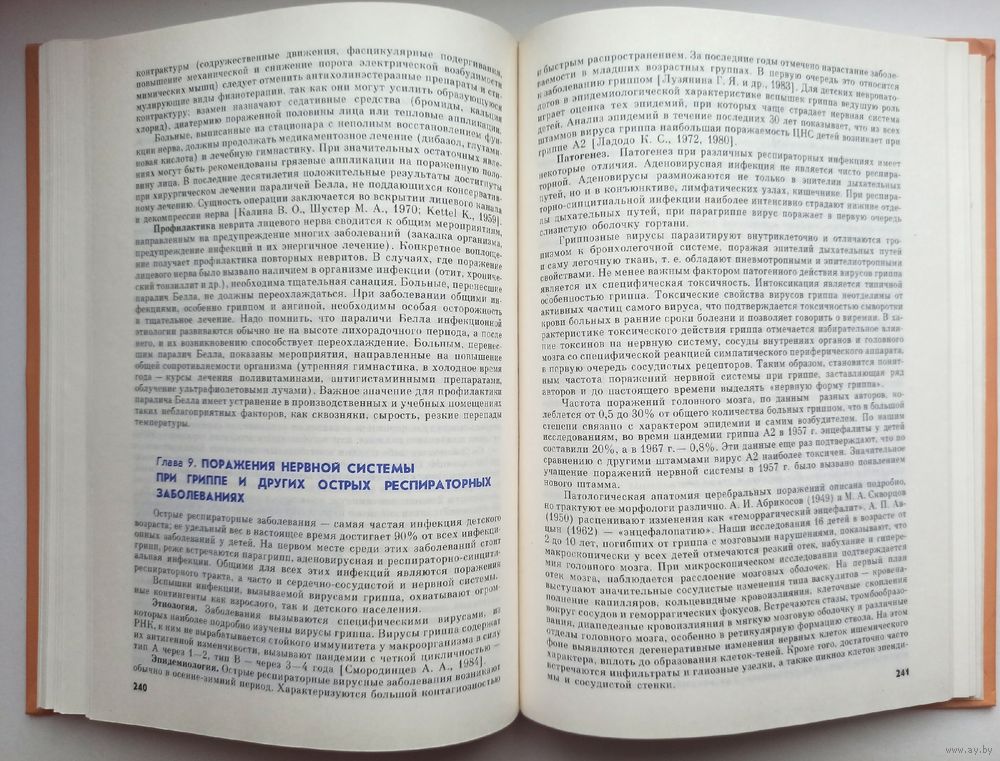 контрактуры (содружественные движения, фасцикулярные подергивания,
повышение механической и снижение порога электрической возбудимости
мимических мышц) следует отменить антихолинэстеразные препараты и сти-
мулирующие виды физиотерапии, так как они могут усилить образующуюся
контрактуру; взамен назначают седативные средства (бромиды, кальция
хлорид), диатермию пораженной половины лица или тепловые аппликации.
Больные, выписанные из стационара с неполным восстановлением фун-
кции нерва, должны продолжать медикаментозное лечение (дибазол, глутами-
новая кислота) и лечебную гимнастику. При значительных остаточных явле-
ниях могут быть рекомендованы грязевые аппликации на пораженную поло-
вину лица. В последние десятилетия положительные результаты достигнуты
при хирургическом лечении параличей Белла, не поддающихся консерватив-
ному лечению. Сущность операции заключается во вскрытии лицевого канала
и декомпрессии нерва [Калина В. О., Шустер М. А., 1970; Kettel K., 1959].
Профилактика неврита лицевого нерва сводится к общим мероприятиям,
направленным на предупреждение многих заболеваний (закалка организма,
предупреждение инфекций и их энергичное лечение). Конкретное воплоще-
ние получает профилактика повторных невритов. В случаях, где поражение
лицевого нерва было вызвано наличием в организме инфекции (отит, хрониче-
ский тонзиллит и др.), необходима тщательная санация. Больные, перенесшие
паралич Белла, не должны переохлаждаться. При заболевании общими ин-
фекциями, особенно гриппом и ангиной, необходимы особая осторожность
и тщательное лечение. Надо помнить, что параличи Белла инфекционной
этиологии развиваются обычно не на высоте лихорадочного периода, а после
него, и их возникновению способствует переохлаждение. Больным, перенес-
шим паралич Белла, показаны мероприятия, направленные на повышение
общей сопротивляемости организма (утренняя гимнастика, в холодное время
года — курсы лечения поливитаминами, антигистаминными препаратами,
облучение ультрафиолетовыми лучами). Важное значение для профилактики
паралича Белла имеет устранение в производственных и учебных помещениях
таких неблагоприятных факторов, как сквозняки, сырость, резкие перепады
температуры.
Глава 9. ПОРАЖЕНИЯ НЕРВНОЙ СИСТЕМЫ
ПРИ ГРИППЕ И ДРУГИХ ОСТРЫХ РЕСПИРАТОРНЫХ
ЗАБОЛЕВАНИЯХ
Острые респираторные заболевания — самая частая инфекция детского
возраста; ее удельный вес в настоящее время достигает 90% от всех инфекци-
онных заболеваний у детей. На первом месте среди этих заболеваний стоит
грипп, реже встречаются парагрипп, аденовирусная и респираторно-синцити-
альная инфекции. Общими для всех этих инфекций являются поражения
респираторного тракта, а часто и сердечно-сосудистой и нервной системы.
Вспышки инфекции, вызываемой вирусами гриппа, охватывают огром-
ные контингенты как взрослого, так и детского населения.
Этиология. Заболевания вызываются специфическими вирусами, из
которых наиболее подробно изучены вирусы гриппа. Вирусы гриппа содержат
РНК, к ним не вырабатывается стойкого иммунитета у макроорганизма в силу
их антигенной изменчивости, вызывают пандемии с четкой цикличностью —
тип А через 1—2, тип В — через 3—4 года [Смородинцев А. А., 1984].
Эпидемиология. Острые респираторные вирусные заболевания возникают
обычно в осенне-зимний период. Характеризуются большой контагиозностью
240
и быстрым распространением. За последние годы отмечено нарастание заболе-
ваемости в младших возрастных группах. В первую очередь это относится
к заболеванию гриппом [Лузянина Г. Я. и др., 1983]. Для детских невропато-
логов в эпидемиологической характеристике вспышек гриппа ведущую роль
играет оценка тех эпидемий, при которых чаще страдает нервная система
детей. Анализ эпидемий в течение последних 30 лет показывает, что из всех
штаммов вируса гриппа наибольшая поражаемость ЦНС детей возникает при
гриппе А2 [Ладодо К. С., 1972, 1980].
Патогенез. Патогенез при различных респираторных инфекциях имеет
некоторые отличия. Аденовирусная инфекция не является чисто респира-
торной. Аденовирусы размножаются не только в эпителии дыхательных
путей, но и в конъюнктиве, лимфатических узлах, кишечнике. При респира-
торно-синцитиальной инфекции наиболее интенсивно страдают нижние отде-
лы дыхательных путей, при парагриппе вирус поражает в первую очередь
слизистую оболочку гортани.
Гриппозные вирусы паразитируют внутриклеточно и отличаются тро-
пизмом к бронхолегочной системе, поражая эпителий дыхательных путей
и саму легочную ткань, т. е. обладают пневмотропными и эпителиотропными
свойствами. Не менее важным фактором патогенного действия вирусов гриппа
является их специфическая токсичность. Интоксикация является типичной
особенностью гриппа. Токсические свойства вирусов гриппа неотделимы от
активных частиц самого вируса, что подтверждается токсичностью сыворотки
крови больных в ранние сроки болезни и позволяет говорить о виремии. В ха-
рактеристике токсического действия гриппа отмечается избирательное влия-
ние токсинов на нервную систему, сосуды внутренних органов и головного
мозга со специфической реакцией симпатического периферического аппарата,
в первую очередь сосудистых рецепторов. Таким образом, становится понят-
ным частота поражений нервной системы при гриппе, заставляющая ряд
авторов и до настоящего времени выделять «нервную форму гриппа».
Частота поражений головного мозга, по данным разных авторов, ко-
леблется от 0,5 до 30% от общего количества больных гриппом, что в большой
степени связано с характером эпидемии и самим возбудителем. По нашим
исследованиям, во время пандемии гриппа А2 в 1957 г. энцефалиты у детей
составили 20%, а в 1967 г. — 0,8%. Эти данные еще раз подтверждают, что по
сравнению с другими штаммами вирус А2 наиболее токсичен. Значительное
учащение поражений нервной системы в 1957 г. было вызвано появлением
нового штамма.
Патологическая анатомия церебральных поражений описана подробно,
но трактуют ее морфологи различно. А. И. Абрикосов (1949) и М. А. Скворцов
(1950) расценивают изменения как «геморрагический энцефалит», А. П. Ав-
цын (1962) — «энцефалопатию». Наши исследования 16 детей в возрасте от
2 до 10 лет, погибших от гриппа с мозговыми нарушениями, показывают, что
макроскопически у всех детей отмечаются резкий отек, набухание и гипере-
мия головного мозга. При микроскопическом исследовании подтверждается
отек мозга, наблюдается расслоение мозговых оболочек. На первый план
выступают значительные сосудистые изменения типа васкулитов — кровена-
полнение капилляров, кольцевидные кровоизлияния, клеточные скопления
вокруг сосудов и геморрагических фокусов. Встречаются стазы, тромбообразо-
вания, диапедезные кровоизлияния в мягкую мозговую оболочку и различные
отделы головного мозга, особенно в ретикулярную формацию ствола. На этом
фоне выявляются дегенеративные изменения нервных клеток ишемического
характера, вплоть до образования клеток-теней. Кроме того, достаточно часто
встречаются инфильтраты и глиозные узелки, а также пикноз клеток эпенди-
мы и сосудистой стенки.
241
www.ay.by